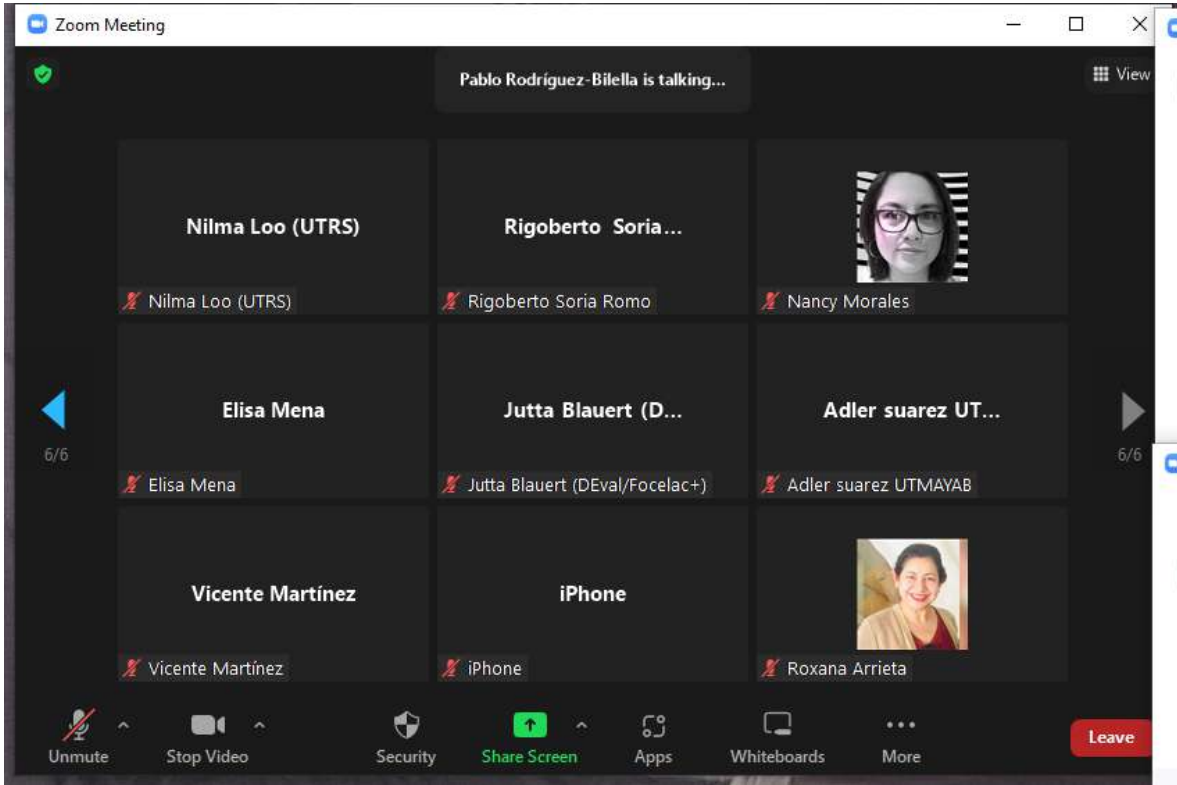 Zoom Meeting
Pablo Rodríguez-Bilella is talking...
View
Nilma Loo (UTRS)
Rigoberto Soria...
Nilma Loo (UTRS)
Rigoberto Soria Romo
Nancy Morales
Elisa Mena
Jutta Blauert (D...
Adler suarez UT...
6/6
6/6
Elisa Mena
Jutta Blauert (DEval/Focelac+)
Adler suarez UTMAYAB
Vicente Martínez
iPhone
Vicente Martínez
iPhone
Roxana Arrieta
Unmute
Stop Video
Security
Share Screen
Apps
Whiteboards
More
Leave